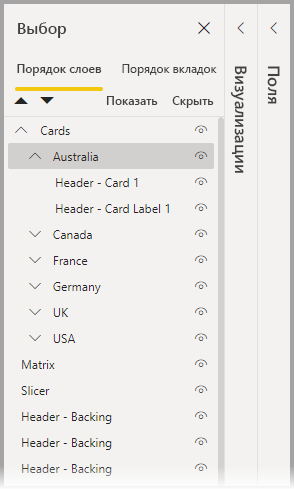 Выбор
Порядок слоев Порядок вкладок
Показать Скрыть
Cards
Australia
Header - Card 1
Header - Card Label 1
Canada
France
Germany
UK
USA
Matrix
Slicer
Header - Backing
Header - Backing
Header - Backing
Визуализации
Поля